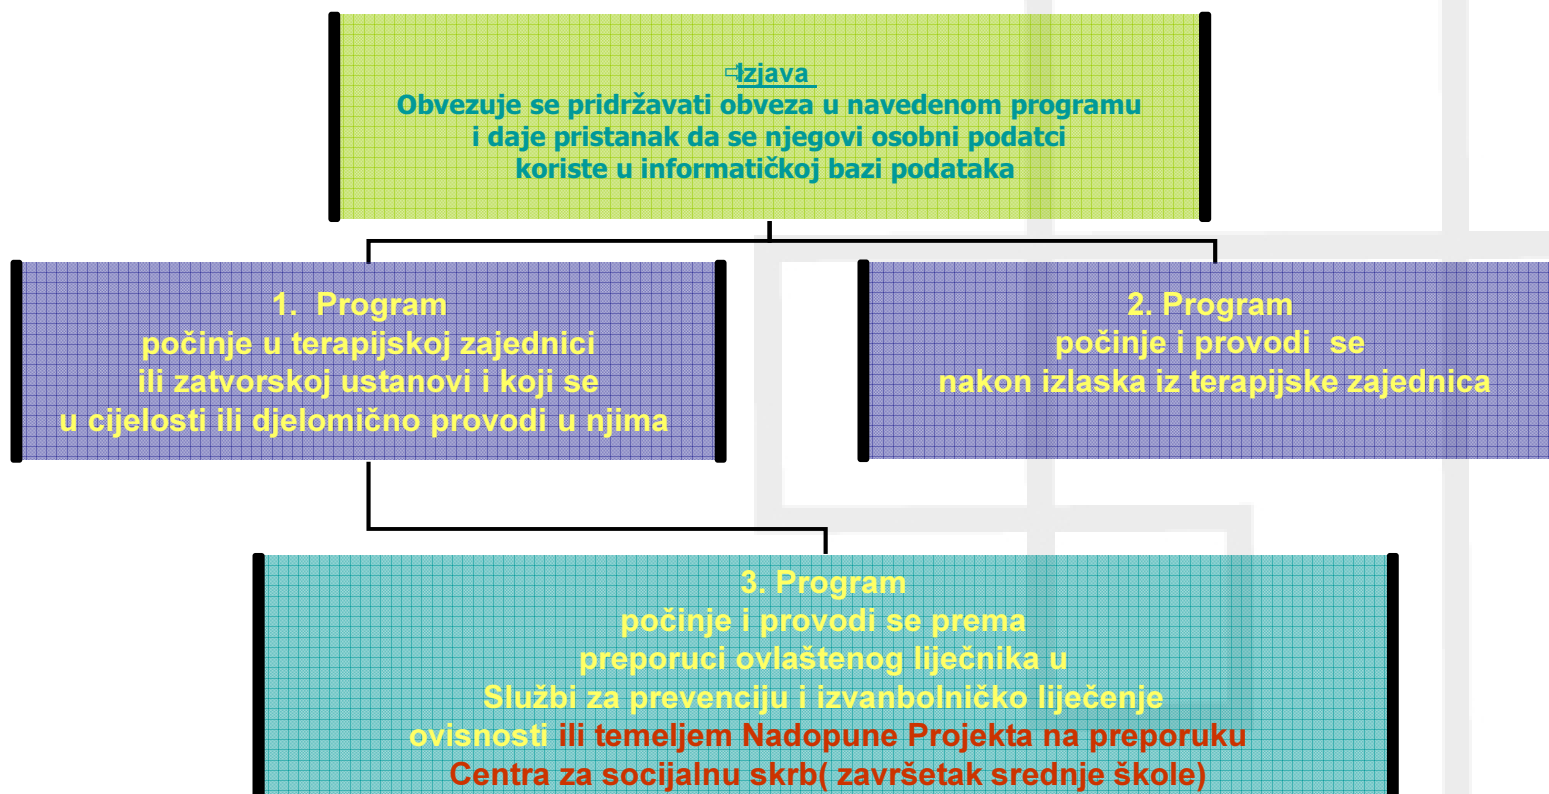 Izjava
Obvezuje se pridržavati obveza u navedenom programu
i daje pristanak da se njegovi osobni podatci
koriste u informatičkoj bazi podataka
1. Program
počinje u terapijskoj zajednici
ili zatvorskoj ustanovi i koji se
u cijelosti ili djelomično provodi u njima
2. Program
počinje i provodi se
nakon izlaska iz terapijske zajednica
3. Program
počinje i provodi se prema
preporuci ovlaštenog liječnika u
Službi za prevenciju i izvanbolničko liječenje
ovisnosti ili temeljem Nadopune Projekta na preporuku
Centra za socijalnu skrb( završetak srednje škole)